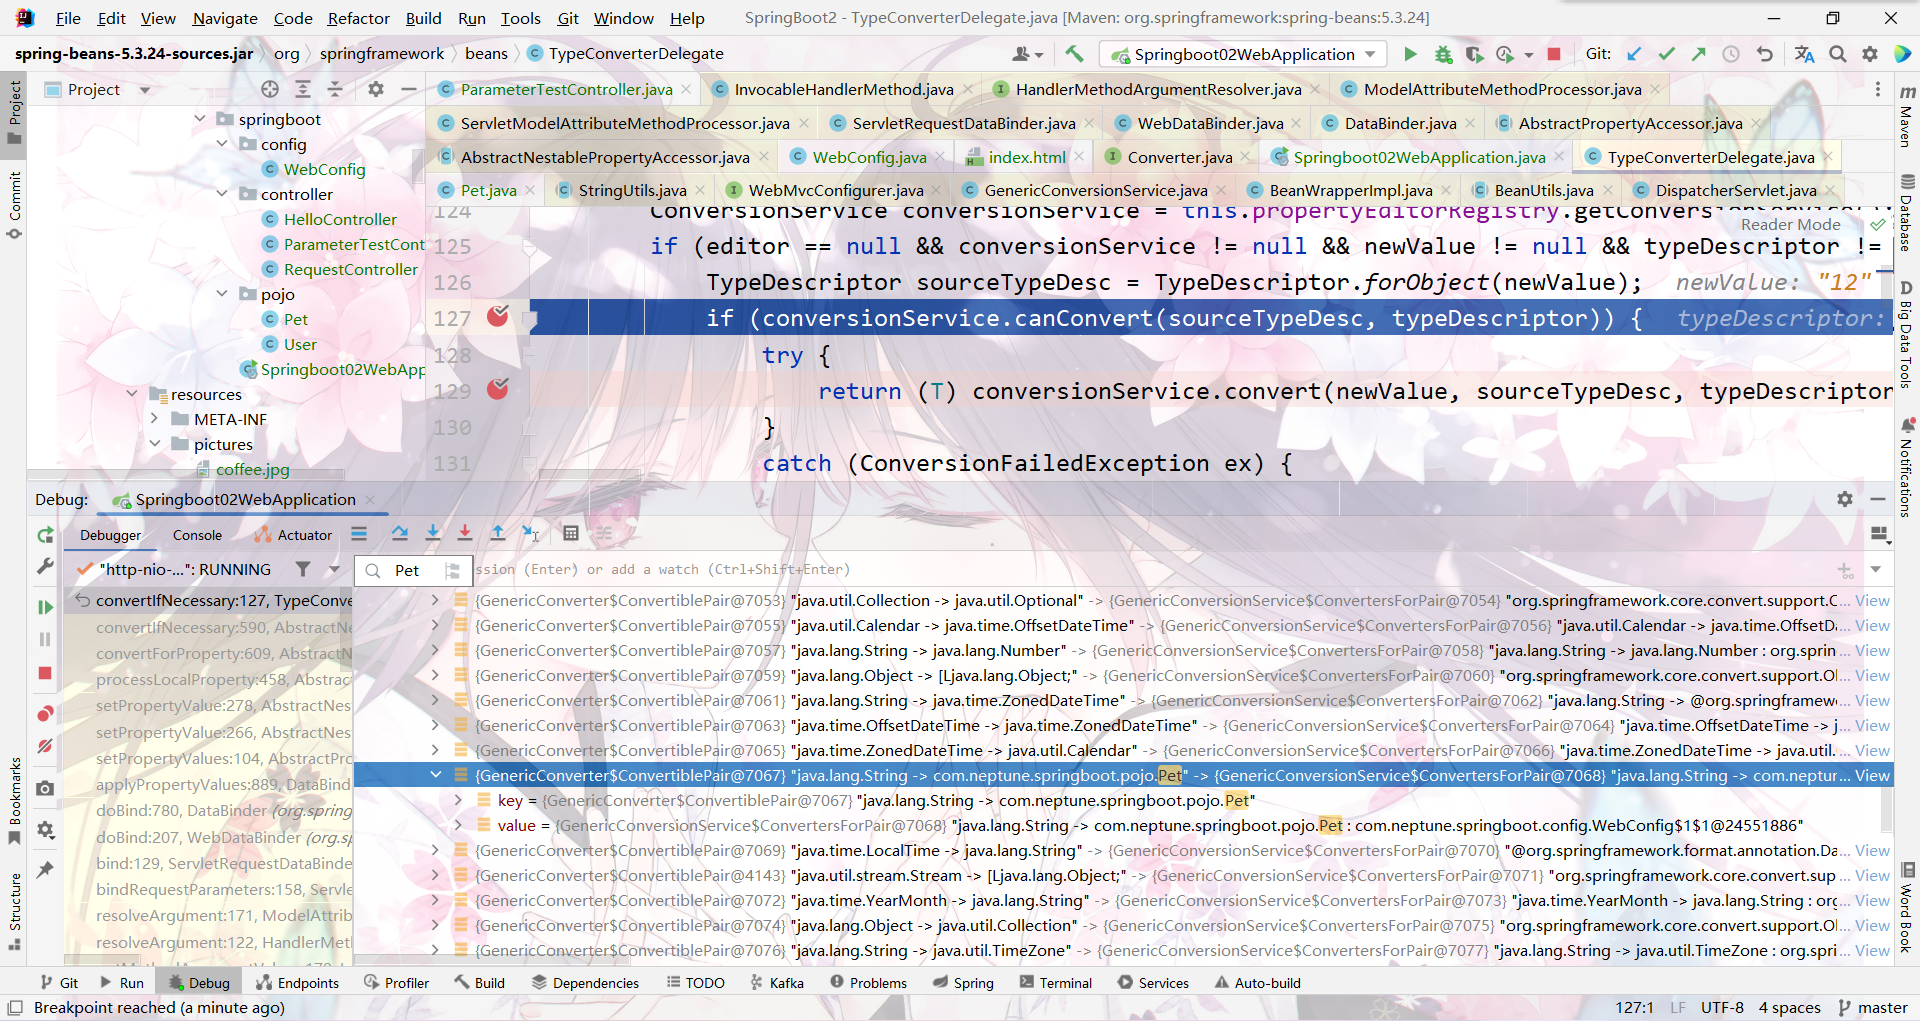 File Edit View Navigate Code Refactor Build Run Tools Git Window Help SpringBoot2 - TypeConverterDelegate.java [Maven: org.springframework:spring-beans:5.3.24]
spring-beans-5.3.24-sources.jar org springframework beans TypeConverterDelegate Springboot02WebApplication Git:
Project
ParameterTestController.java InvocableHandlerMethod.java HandlerMethodArgumentResolver.java ModelAttributeMethodProcessor.java
ServletModelAttributeMethodProcessor.java ServletRequestDataBinder.java WebDataBinder.java DataBinder.java AbstractPropertyAccessor.java
AbstractNestablePropertyAccessor.java WebConfig.java index.html Converter.java Springboot02WebApplication.java TypeConverterDelegate.java
Pet.java StringUtils.java WebMvcConfigurer.java GenericConversionService.java BeanWrapperImpl.java BeanUtils.java DispatcherServlet.java
Project
Commit
Bookmarks
Structure
springboot
config
WebConfig
controller
HelloController
ParameterTestCont
RequestController
pojo
Pet
User
Springboot02WebApp
resources
META-INF
pictures
coffee.jpg
Reader Mode
124 ConversionService conversionService = this.propertyEditorRegistry.getConversionService();
125 if (editor == null && conversionService != null && newValue != null && typeDescriptor !=
126 TypeDescriptor sourceTypeDesc = TypeDescriptor.forObject(newValue); newValue: "12"
127 if (conversionService.canConvert(sourceTypeDesc, typeDescriptor)) { typeDescriptor:
128 try {
129 return (T) conversionService.convert(newValue, sourceTypeDesc, typeDescriptor
130 }
131 catch (ConversionFailedException ex) {
Maven
Database
Big Data Tools
Notifications
Word Book
Debug: Springboot02WebApplication
Debugger Console Actuator
"http-nio-...": RUNNING
Pet
ssion (Enter) or add a watch (Ctrl+Shift+Enter)
convertIfNecessary:127, TypeConve
convertIfNecessary:590, AbstractNe
convertForProperty:609, AbstractNe
processLocalProperty:458, Abstrac
setPropertyValue:278, AbstractNes
setPropertyValue:266, AbstractNes
setPropertyValues:104, AbstractPro
applyPropertyValues:889, DataBind
doBind:780, DataBinder (org.spring
doBind:207, WebDataBinder (org.sp
bind:129, ServletRequestDataBinde
bindRequestParameters:158, Servle
resolveArgument:171, ModelAttrib
resolveArgument:122, HandlerMetl
{GenericConverter$ConvertiblePair@7053} "java.util.Collection -> java.util.Optional" -> {GenericConversionService$ConvertersForPair@7054} "org.springframework.core.convert.support.C... View
{GenericConverter$ConvertiblePair@7055} "java.util.Calendar -> java.time.OffsetDateTime" -> {GenericConversionService$ConvertersForPair@7056} "java.util.Calendar -> java.time.OffsetD... View
{GenericConverter$ConvertiblePair@7057} "java.lang.String -> java.lang.Number" -> {GenericConversionService$ConvertersForPair@7058} "java.lang.String -> java.lang.Number : org.sprin... View
{GenericConverter$ConvertiblePair@7059} "java.lang.Object -> [Ljava.lang.Object;" -> {GenericConversionService$ConvertersForPair@7060} "org.springframework.core.convert.support.Ol... View
{GenericConverter$ConvertiblePair@7061} "java.lang.String -> java.time.ZonedDateTime" -> {GenericConversionService$ConvertersForPair@7062} "java.lang.String -> @org.springframewo... View
{GenericConverter$ConvertiblePair@7063} "java.time.OffsetDateTime -> java.time.ZonedDateTime" -> {GenericConversionService$ConvertersForPair@7064} "java.time.OffsetDateTime -> j... View
{GenericConverter$ConvertiblePair@7065} "java.time.ZonedDateTime -> java.util.Calendar" -> {GenericConversionService$ConvertersForPair@7066} "java.time.ZonedDateTime -> java.util.... View
{GenericConverter$ConvertiblePair@7067} "java.lang.String -> com.neptune.springboot.pojo.Pet" -> {GenericConversionService$ConvertersForPair@7068} "java.lang.String -> com.neptur... View
key = {GenericConverter$ConvertiblePair@7067} "java.lang.String -> com.neptune.springboot.pojo.Pet"
value = {GenericConversionService$ConvertersForPair@7068} "java.lang.String -> com.neptune.springboot.pojo.Pet : com.neptune.springboot.config.WebConfig$1$1@24551886"
{GenericConverter$ConvertiblePair@7069} "java.time.LocalTime -> java.lang.String" -> {GenericConversionService$ConvertersForPair@7070} "@org.springframework.format.annotation.Da... View
{GenericConverter$ConvertiblePair@4143} "java.util.stream.Stream -> [Ljava.lang.Object;" -> {GenericConversionService$ConvertersForPair@7071} "org.springframework.core.convert.sup... View
{GenericConverter$ConvertiblePair@7072} "java.time.YearMonth -> java.lang.String" -> {GenericConversionService$ConvertersForPair@7073} "java.time.YearMonth -> java.lang.String : org... View
{GenericConverter$ConvertiblePair@7074} "java.lang.Object -> java.util.Collection" -> {GenericConversionService$ConvertersForPair@7075} "org.springframework.core.convert.support.Ol... View
{GenericConverter$ConvertiblePair@7076} "java.lang.String -> java.util.TimeZone" -> {GenericConversionService$ConvertersForPair@7077} "java.lang.String -> java.util.TimeZone : org.spri... View
Git Run Debug Endpoints Profiler Build Dependencies TODO Kafka Problems Spring Terminal Services Auto-build
Breakpoint reached (a minute ago) 127:1 LF UTF-8 4 spaces master